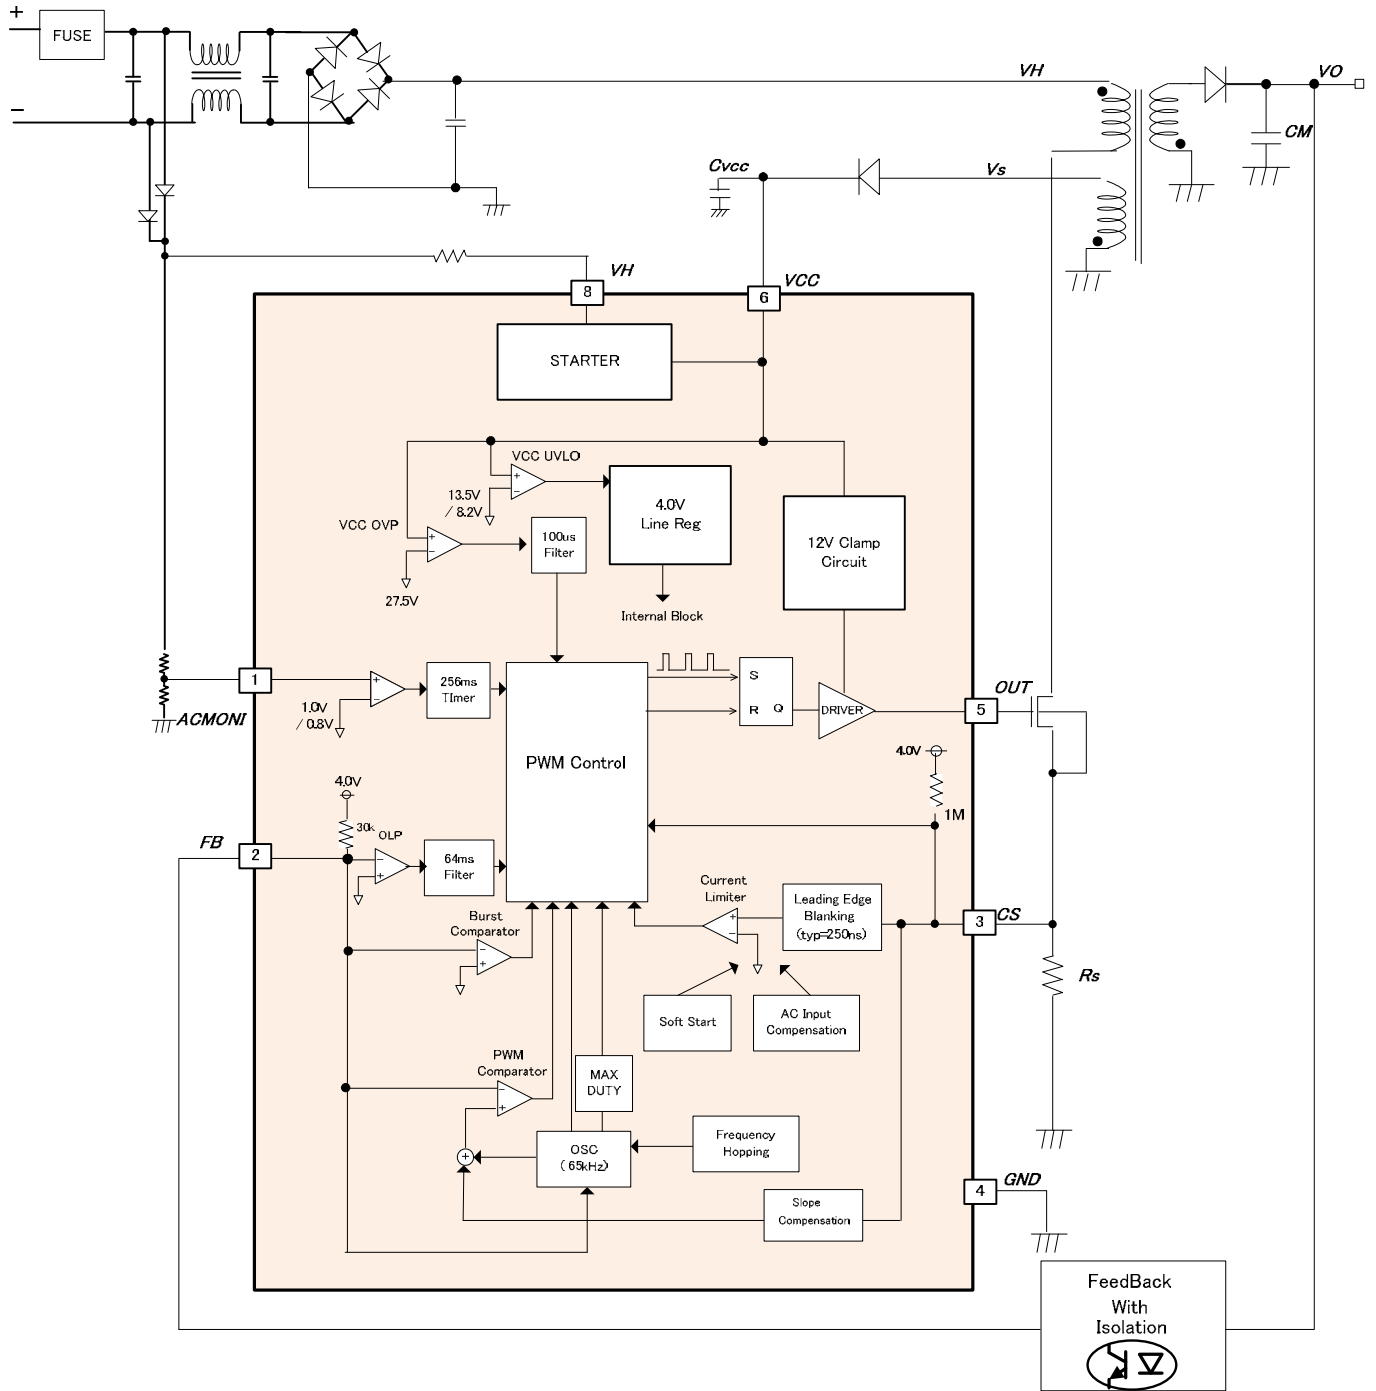 +
FUSE
−
VH
VO
CM
Cvcc
Vs
VH
VCC
8
6
STARTER
VCC UVLO
13.5V
/ 8.2V
4.0V
Line Reg
VCC OVP
100us
Filter
12V Clamp
Circuit
27.5V
Internal Block
1
ACMONI
1.0V
/ 0.8V
256ms
TImer
S
R Q
DRIVER
OUT
5
PWM Control
4.0V
1M
4.0V
30k
OLP
FB
2
64ms
Filter
Current
Limiter
Leading Edge
Blanking
(typ=250ns)
3
CS
Burst
Comparator
Rs
Soft Start
AC Input
Compensation
PWM
Comparator
MAX
DUTY
OSC
( 65kHz)
Frequency
Hopping
4
GND
Slope
Compensation
FeedBack
With
Isolation